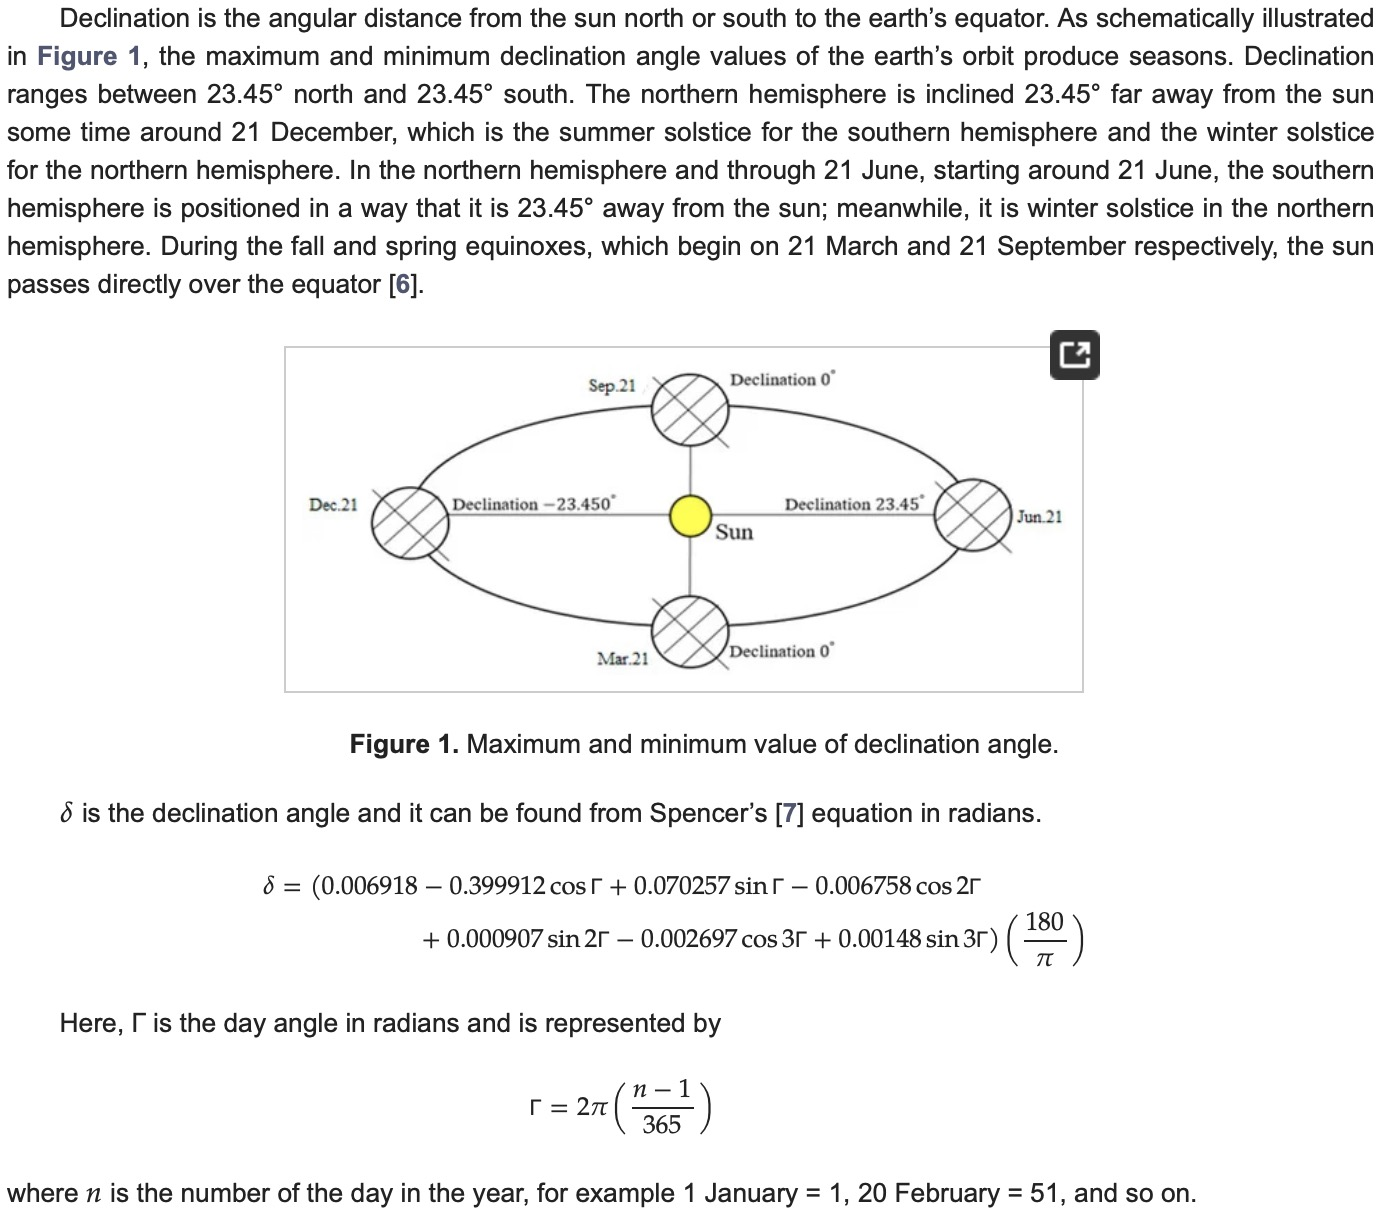 Declination is the angular distance from the sun north or south to the earth’s equator. As schematically illustrated
in Figure 1, the maximum and minimum declination angle values of the earth’s orbit produce seasons. Declination
ranges between 23.45° north and 23.45° south. The northern hemisphere is inclined 23.45° far away from the sun
some time around 21 December, which is the summer solstice for the southern hemisphere and the winter solstice
for the northern hemisphere. In the northern hemisphere and through 21 June, starting around 21 June, the southern
hemisphere is positioned in a way that it is 23.45° away from the sun; meanwhile, it is winter solstice in the northern
hemisphere. During the fall and spring equinoxes, which begin on 21 March and 21 September respectively, the sun
passes directly over the equator [6].
Sep.21 Declination 0°
Dec.21 Declination −23.450° Declination 23.45° Jun.21
Sun
Mar.21 Declination 0°
Figure 1. Maximum and minimum value of declination angle.
δ is the declination angle and it can be found from Spencer’s [7] equation in radians.
δ = (0.006918 − 0.399912 cos Γ + 0.070257 sin Γ − 0.006758 cos 2Γ
+ 0.000907 sin 2Γ − 0.002697 cos 3Γ + 0.00148 sin 3Γ) (180/π)
Here, Γ is the day angle in radians and is represented by
Γ = 2π((n − 1)/365)
where n is the number of the day in the year, for example 1 January = 1, 20 February = 51, and so on.